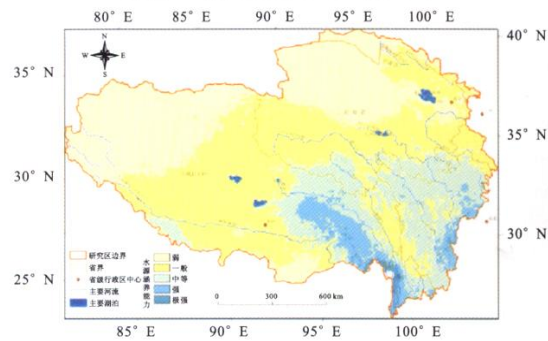 80° E 85° E 90° E 95° E 100° E
40° N
35° N
35° N
30° N
30° N
25° N
N
W E
S
研究区边界
省界
省级行政区中心
主要河流
主要湖泊
水源涵养能力
弱
一般
中等
强
极强
0 300 600 km
85° E 90° E 95° E 100° E